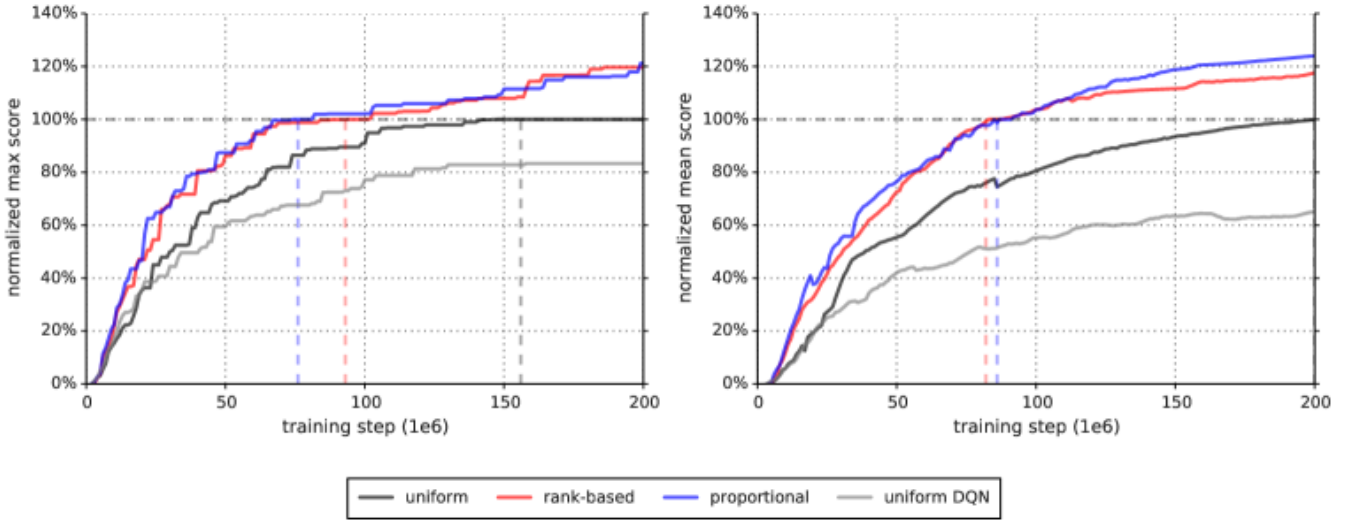 140%
120%
100%
80%
60%
40%
20%
0%
normalized max score
0 50 100 150 200
training step (1e6)
140%
120%
100%
80%
60%
40%
20%
0%
normalized mean score
0 50 100 150 200
training step (1e6)
uniform rank-based proportional uniform DQN